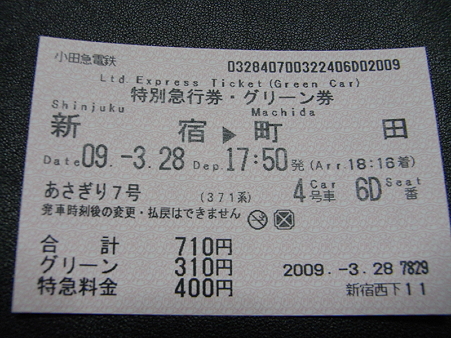 小田急電鉄 032840700322406D02009
Ltd.Express Ticket(Green Car)
特別急行券・グリーン券
Shinjuku Machida
新宿▶町田
Date 09.-3.28 Dep.17:50発(Arr.18:16着)
あさぎり7号 (371系) 4 Car 号車 6D Seat 番
発車時刻後の変更・払戻はできません
合計 710円
グリーン 310円 2009.-3.28 7829
特急料金 400円 新宿西下11